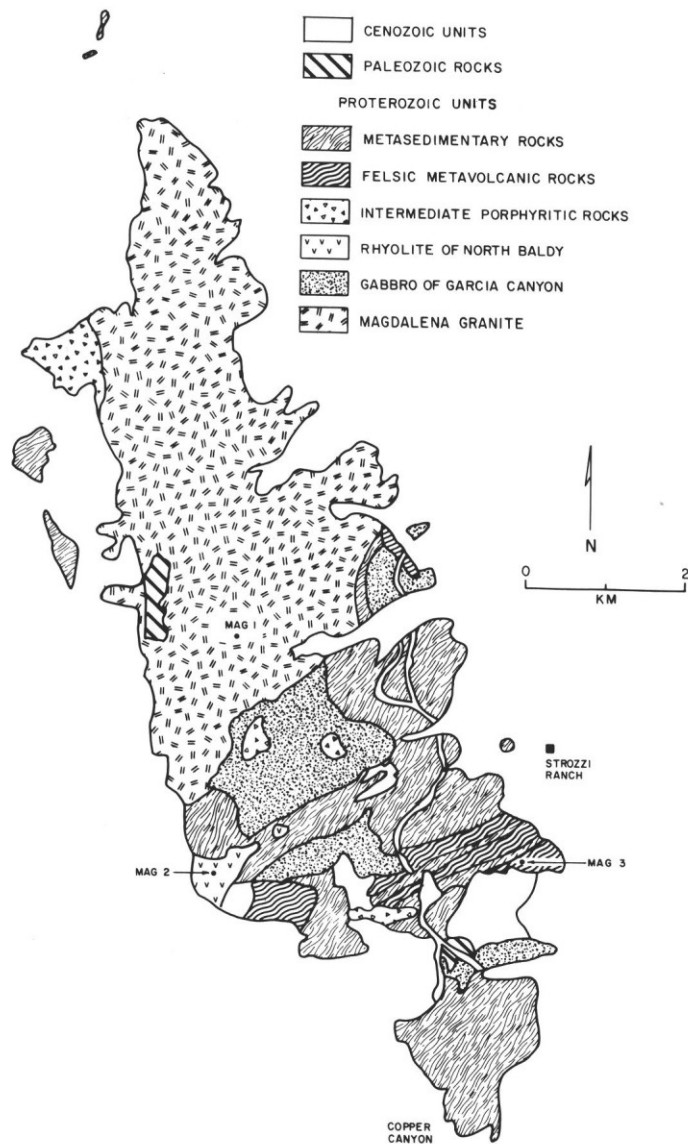 CENOZOIC UNITS
PALEOZOIC ROCKS
PROTEROZOIC UNITS
METASEDIMENTARY ROCKS
FELSIC METAVOLCANIC ROCKS
INTERMEDIATE PORPHYRITIC ROCKS
RHYOLITE OF NORTH BALDY
GABBRO OF GARCIA CANYON
MAGDALENA GRANITE
N
0 2
KM
MAG 1
STROZZI
RANCH
MAG 2
MAG 3
COPPER
CANYON